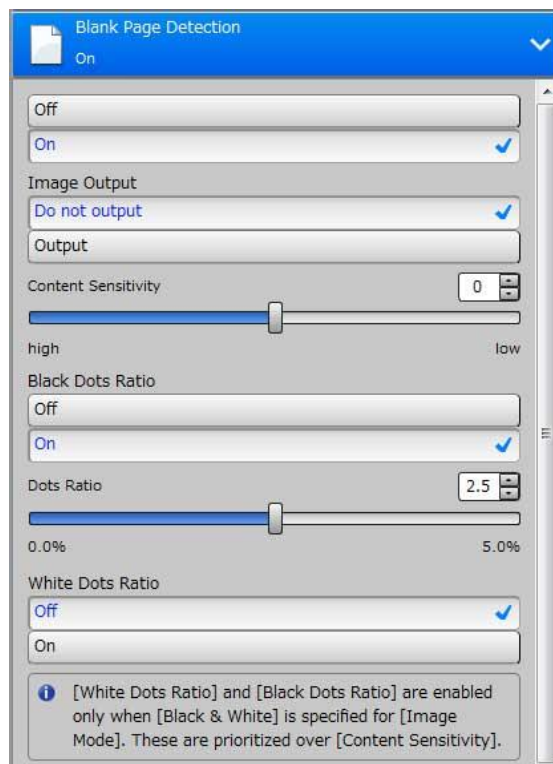 Blank Page Detection
On
Off
On
Image Output
Do not output
Output
Content Sensitivity 0
high low
Black Dots Ratio
Off
On
Dots Ratio 2.5
0.0% 5.0%
White Dots Ratio
Off
On
[White Dots Ratio] and [Black Dots Ratio] are enabled
only when [Black & White] is specified for [Image
Mode]. These are prioritized over [Content Sensitivity].